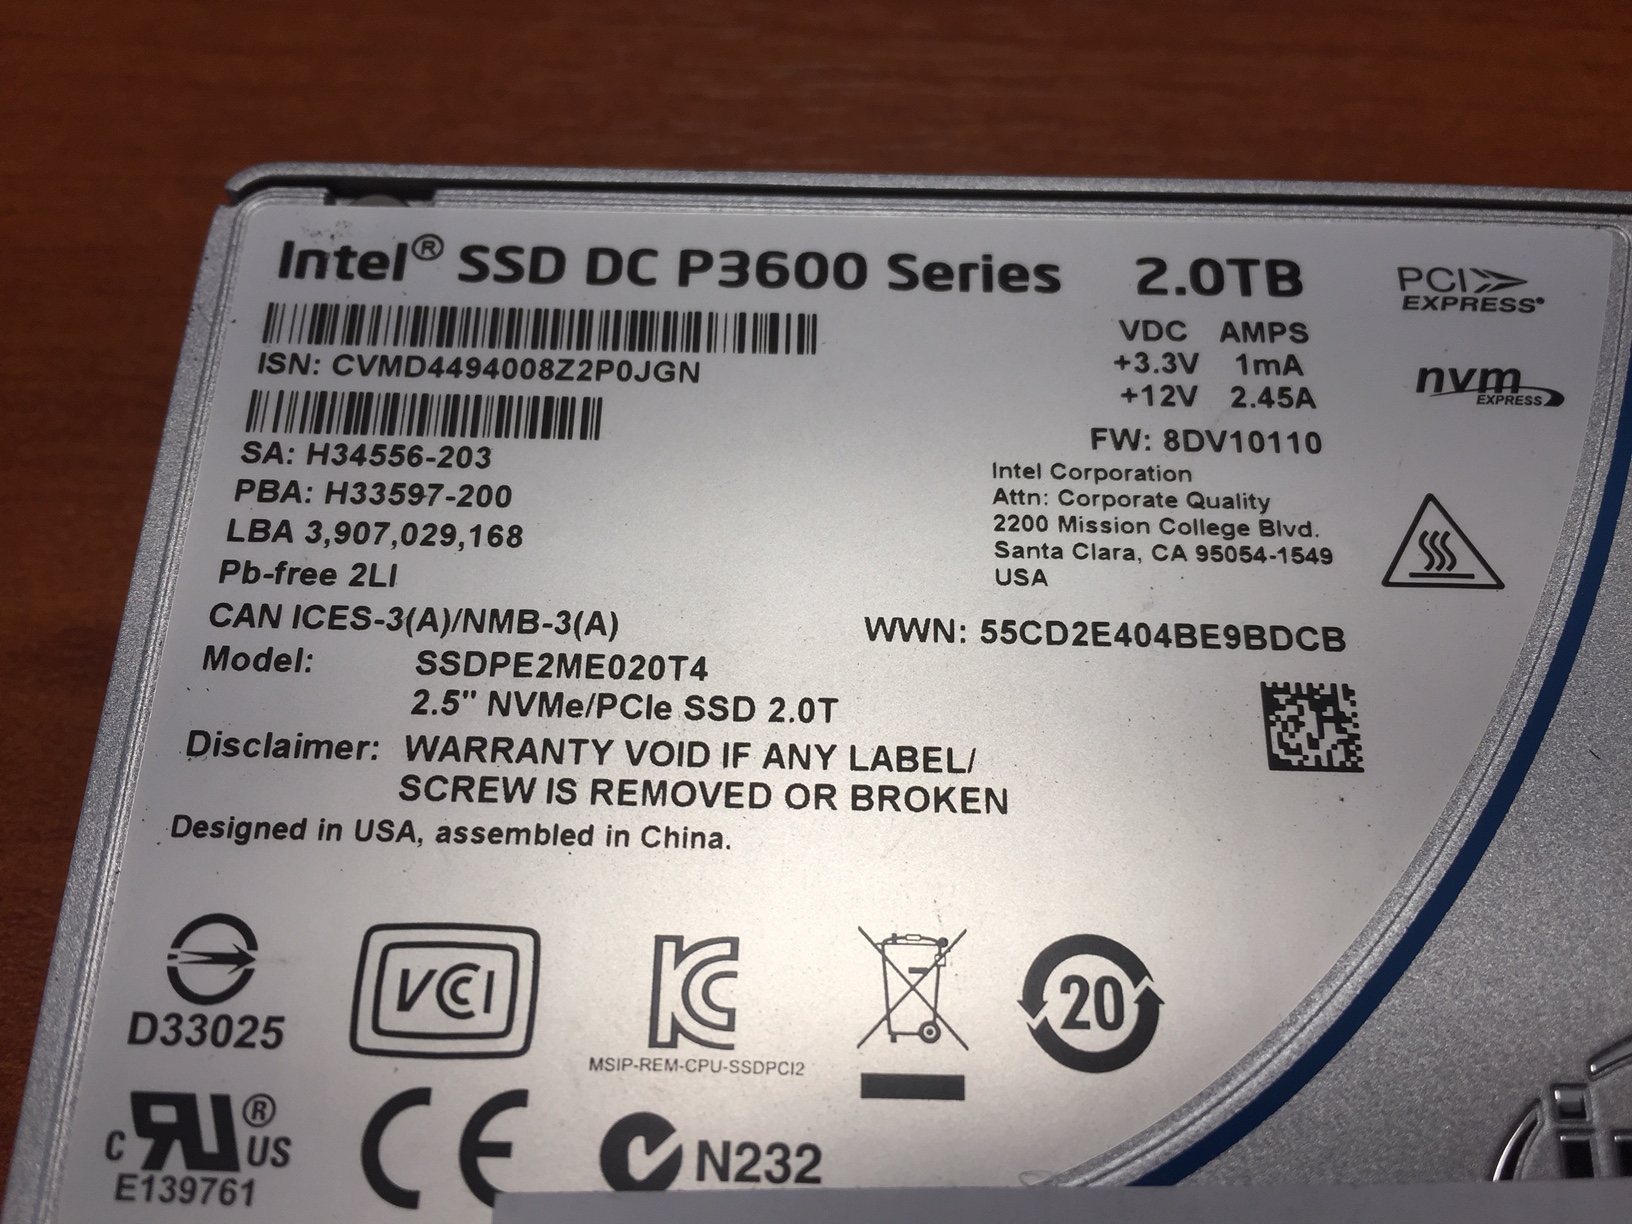 Intel® SSD DC P3600 Series 2.0TB
PCI EXPRESS®
ISN: CVMD4494008Z2P0JGN
VDC AMPS
+3.3V 1mA
+12V 2.45A
nvm EXPRESS
SA: H34556-203
FW: 8DV10110
PBA: H33597-200
LBA 3,907,029,168
Pb-free 2LI
Intel Corporation
Attn: Corporate Quality
2200 Mission College Blvd.
Santa Clara, CA 95054-1549
USA
CAN ICES-3(A)/NMB-3(A)
WWN: 55CD2E404BE9BDCB
Model: SSDPE2ME020T4
2.5" NVMe/PCIe SSD 2.0T
Disclaimer: WARRANTY VOID IF ANY LABEL/
SCREW IS REMOVED OR BROKEN
Designed in USA, assembled in China.
D33025
VCI
KC
MSIP-REM-CPU-SSDPCI2
20
c RU® US
E139761
CE
N232